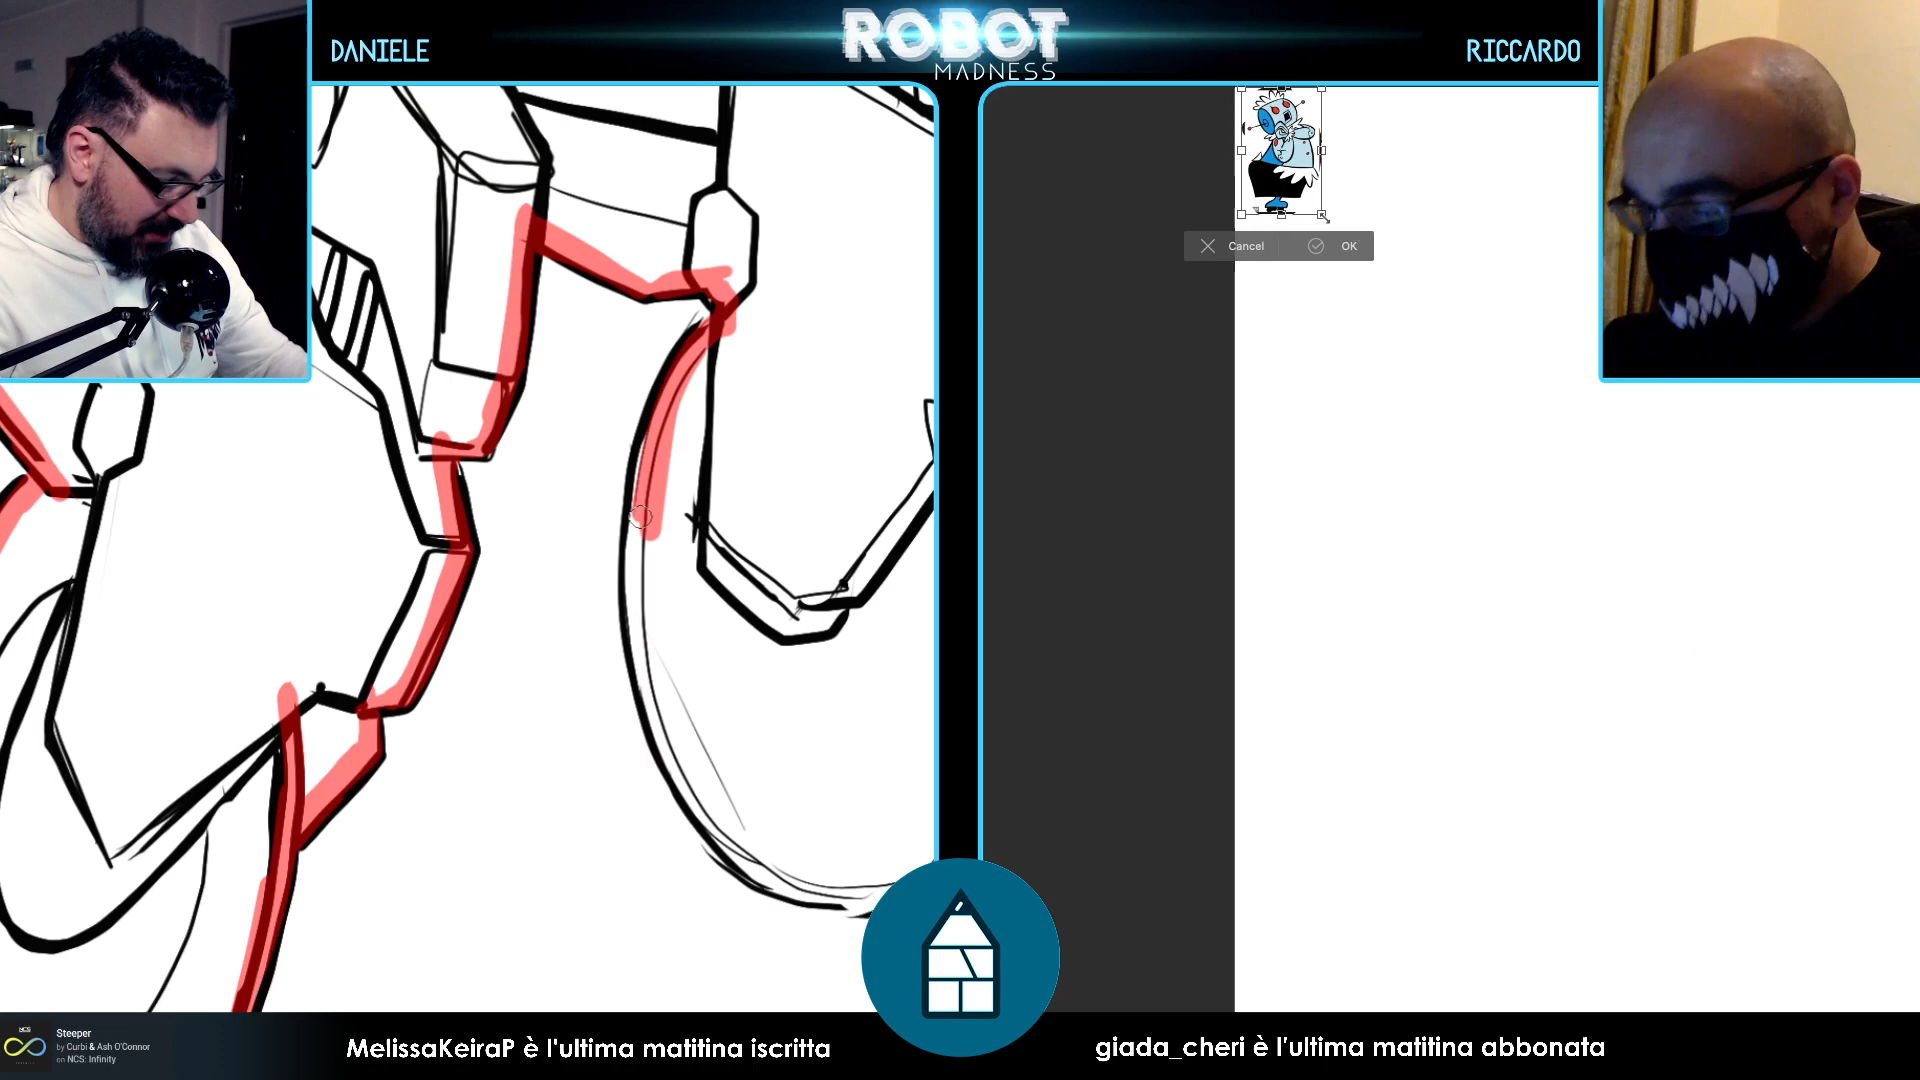 DANIELE
ROBOT
MADNESS
RICCARDO
Cancel
OK
NCS
Steeper
by Curbi & Ash O'Connor
on NCS: Infinity
MelissaKeiraP è l'ultima matitina iscritta
giada_cheri è l'ultima matitina abbonata